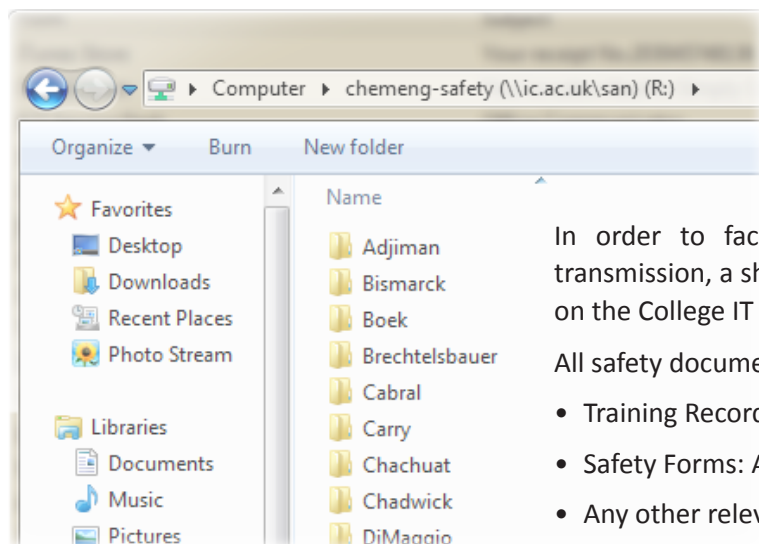 Computer chemeng-safety (\\ic.ac.uk\san) (R:)
Organize Burn New folder
Favorites
Desktop
Downloads
Recent Places
Photo Stream
Libraries
Documents
Music
Pictures
Name
Adjiman
Bismarck
Boek
Brechtelsbauer
Cabral
Carry
Chachuat
Chadwick
DiMaggio
In order to fac
transmission, a sh
on the College IT
All safety docume
• Training Record
• Safety Forms: A
• Any other relev